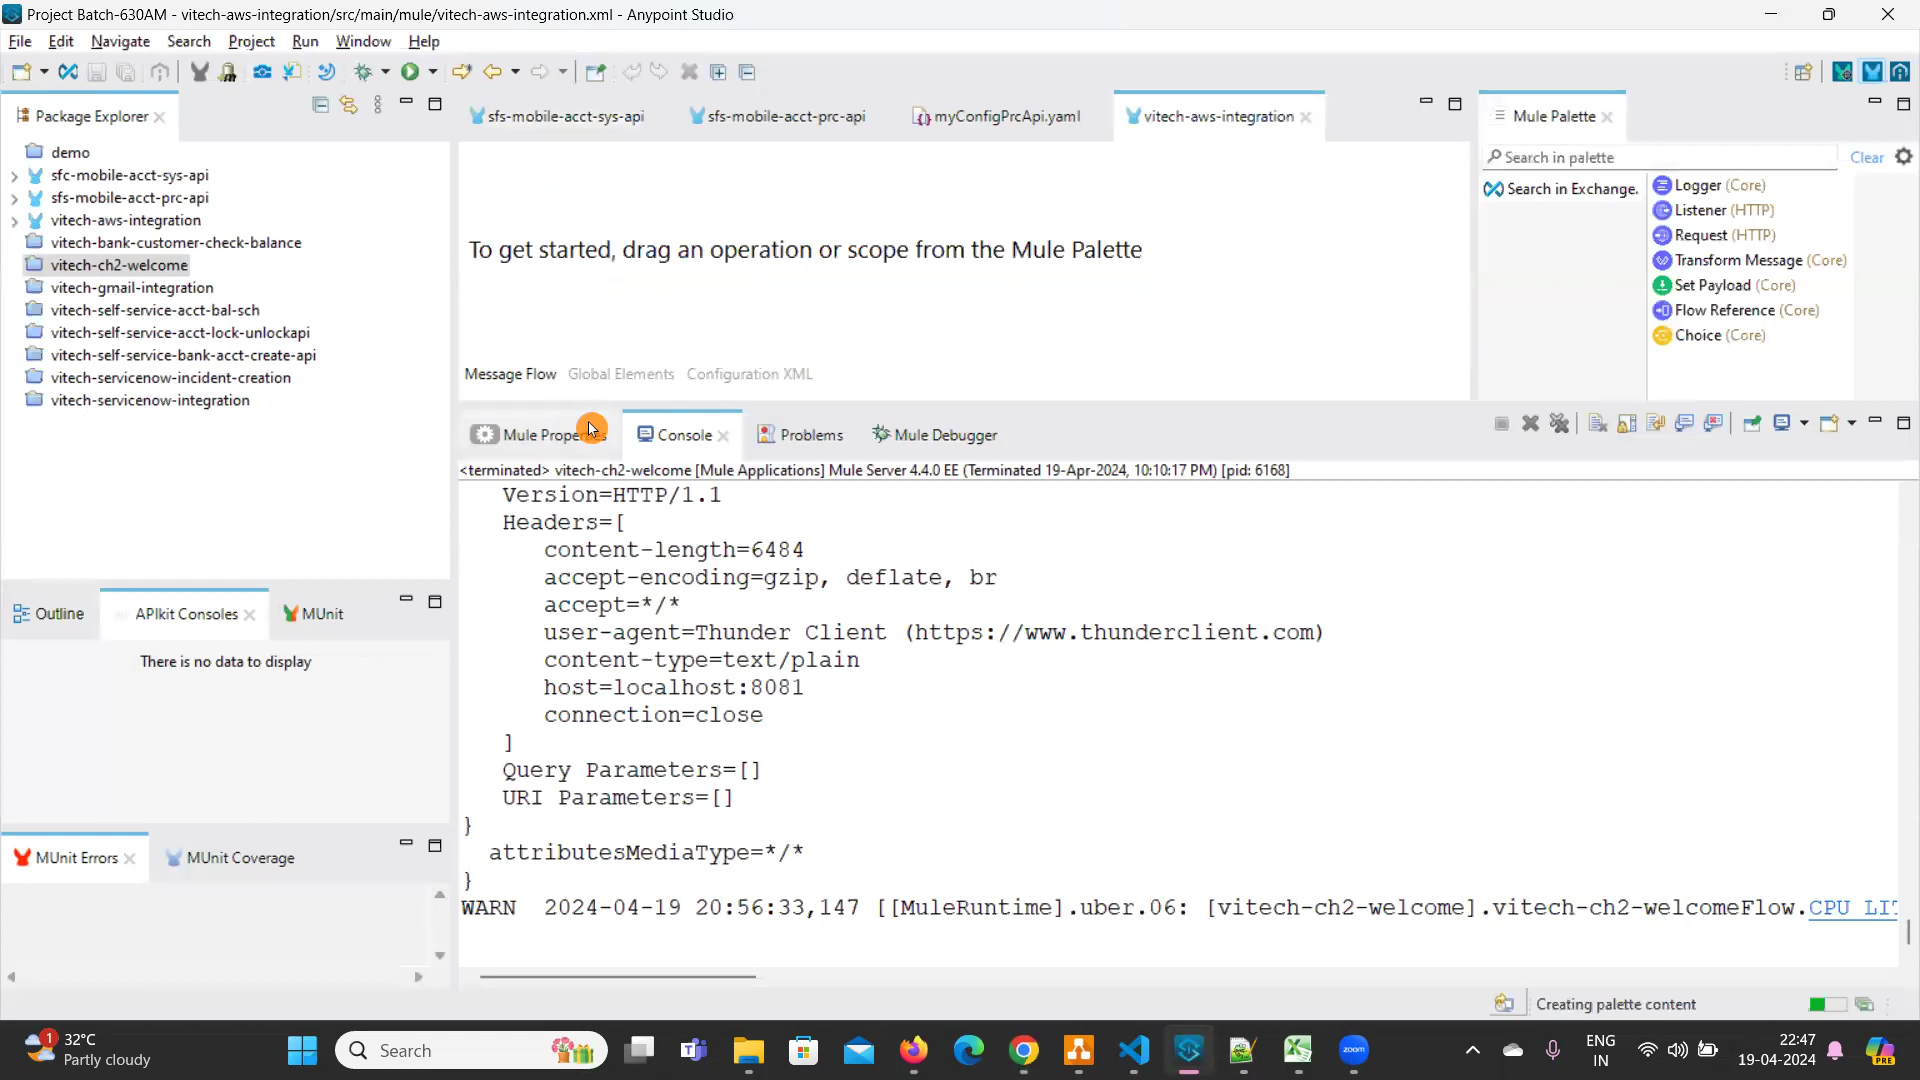 Project Batch-630AM - vitech-aws-integration/src/main/mule/vitech-aws-integration.xml - Anypoint Studio
File Edit Navigate Search Project Run Window Help
Package Explorer
sfs-mobile-acct-sys-api
sfs-mobile-acct-prc-api
myConfigPrcApi.yaml
vitech-aws-integration
Mule Palette
demo
sfc-mobile-acct-sys-api
sfs-mobile-acct-prc-api
vitech-aws-integration
vitech-bank-customer-check-balance
vitech-ch2-welcome
vitech-gmail-integration
vitech-self-service-acct-bal-sch
vitech-self-service-acct-lock-unlockapi
vitech-self-service-bank-acct-create-api
vitech-servicenow-incident-creation
vitech-servicenow-integration
To get started, drag an operation or scope from the Mule Palette
Message Flow Global Elements Configuration XML
Search in palette
Clear
Search in Exchange.
Logger (Core)
Listener (HTTP)
Request (HTTP)
Transform Message (Core)
Set Payload (Core)
Flow Reference (Core)
Choice (Core)
Console
Problems
Mule Debugger
<terminated> vitech-ch2-welcome [Mule Applications] Mule Server 4.4.0 EE (Terminated 19-Apr-2024, 10:10:17 PM) [pid: 6168]
Version=HTTP/1.1
Headers=[
content-length=6484
accept-encoding=gzip, deflate, br
accept=*/*
user-agent=Thunder Client (https://www.thunderclient.com)
content-type=text/plain
host=localhost:8081
connection=close
]
Query Parameters=[]
URI Parameters=[]
}
attributesMediaType=*/*
}
WARN 2024-04-19 20:56:33,147 [[MuleRuntime].uber.06: [vitech-ch2-welcome].vitech-ch2-welcomeFlow.CPU_LI
Outline
APIkit Consoles
MUnit
There is no data to display
MUnit Errors
MUnit Coverage
Creating palette content
1
32°C
Partly cloudy
Search
zoom
ENG
IN
22:47
19-04-2024
PRE